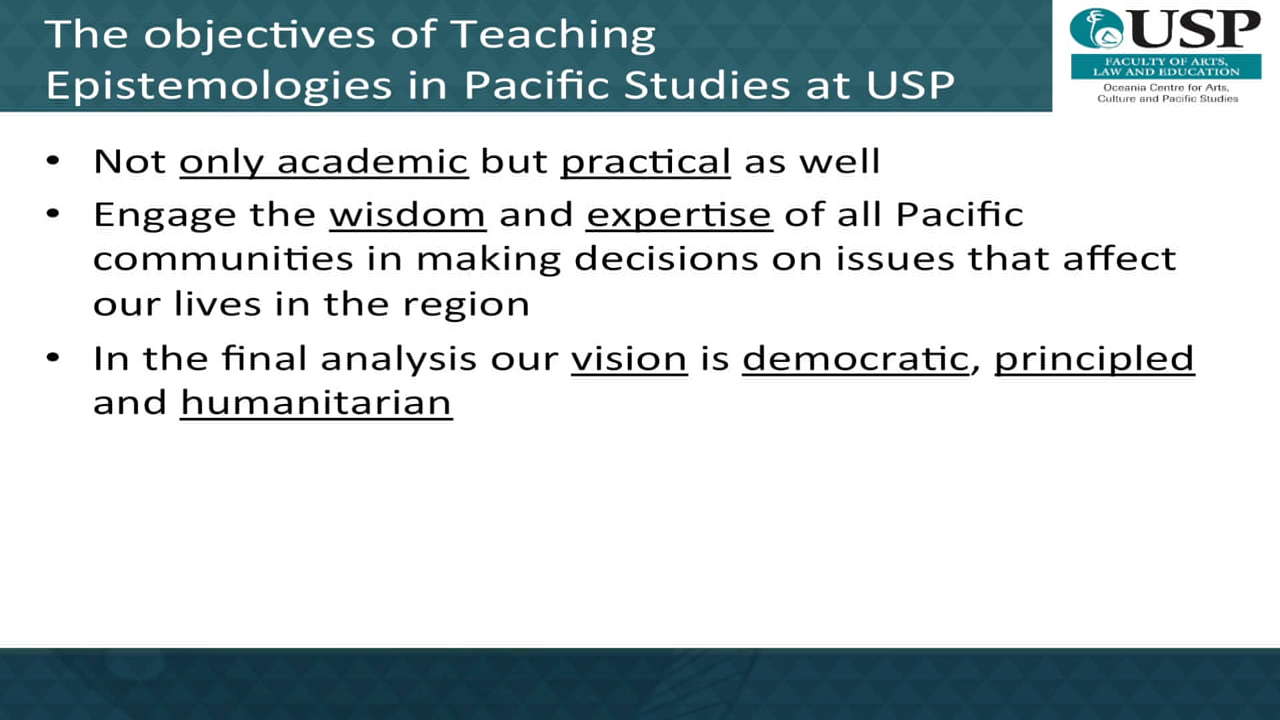 The objectives of Teaching
Epistemologies in Pacific Studies at USP
USP
FACULTY OF ARTS,
LAW AND EDUCATION
Oceania Centre for Arts,
Culture and Pacific Studies
• Not only academic but practical as well
• Engage the wisdom and expertise of all Pacific
communities in making decisions on issues that affect
our lives in the region
• In the final analysis our vision is democratic, principled
and humanitarian